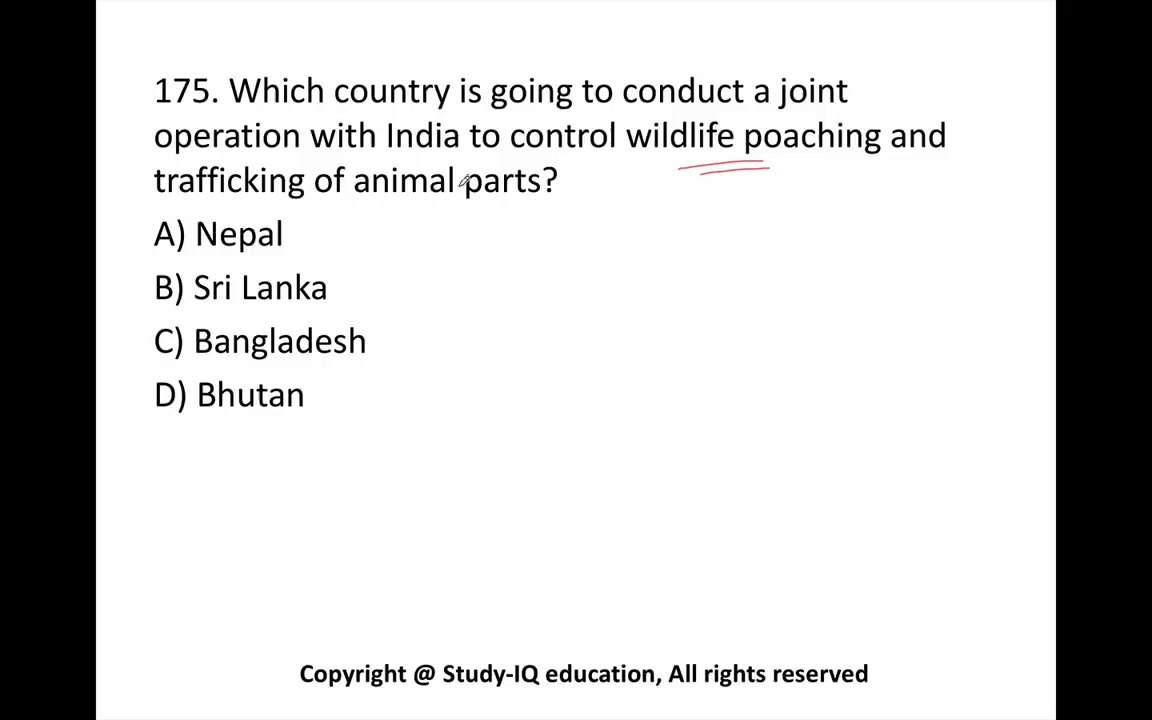 175. Which country is going to conduct a joint
operation with India to control wildlife poaching and
trafficking of animal parts?
A) Nepal
B) Sri Lanka
C) Bangladesh
D) Bhutan
Copyright @ Study-IQ education, All rights reserved